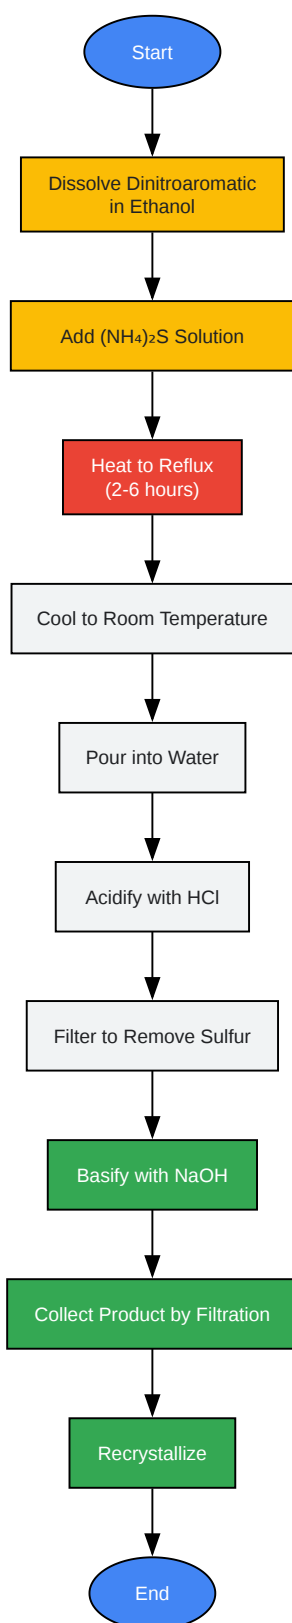 Start
Dissolve Dinitroaromatic
in Ethanol
Add (NH₄)₂S Solution
Heat to Reflux
(2-6 hours)
Cool to Room Temperature
Pour into Water
Acidify with HCl
Filter to Remove Sulfur
Basify with NaOH
Collect Product by Filtration
Recrystallize
End